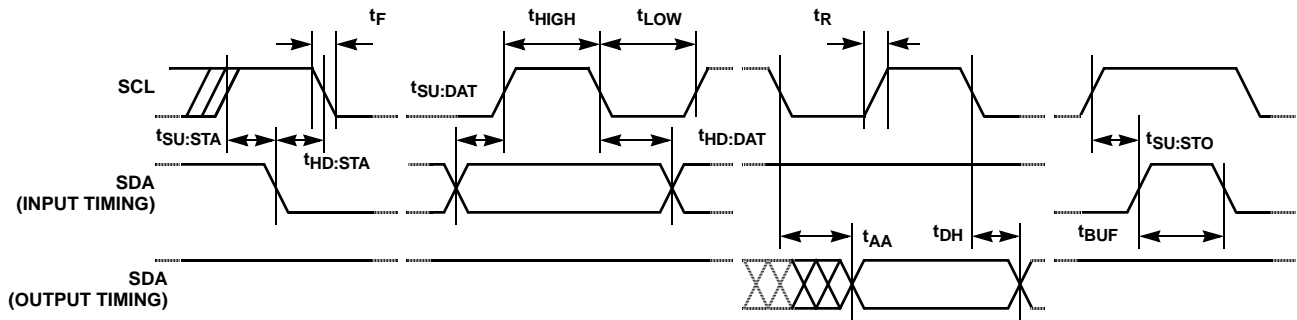 tF
tHIGH
tLOW
tR
SCL
tSU:DAT
tSU:STA
tHD:STA
tHD:DAT
tSU:STO
SDA
(INPUT TIMING)
tAA
tDH
tBUF
SDA
(OUTPUT TIMING)